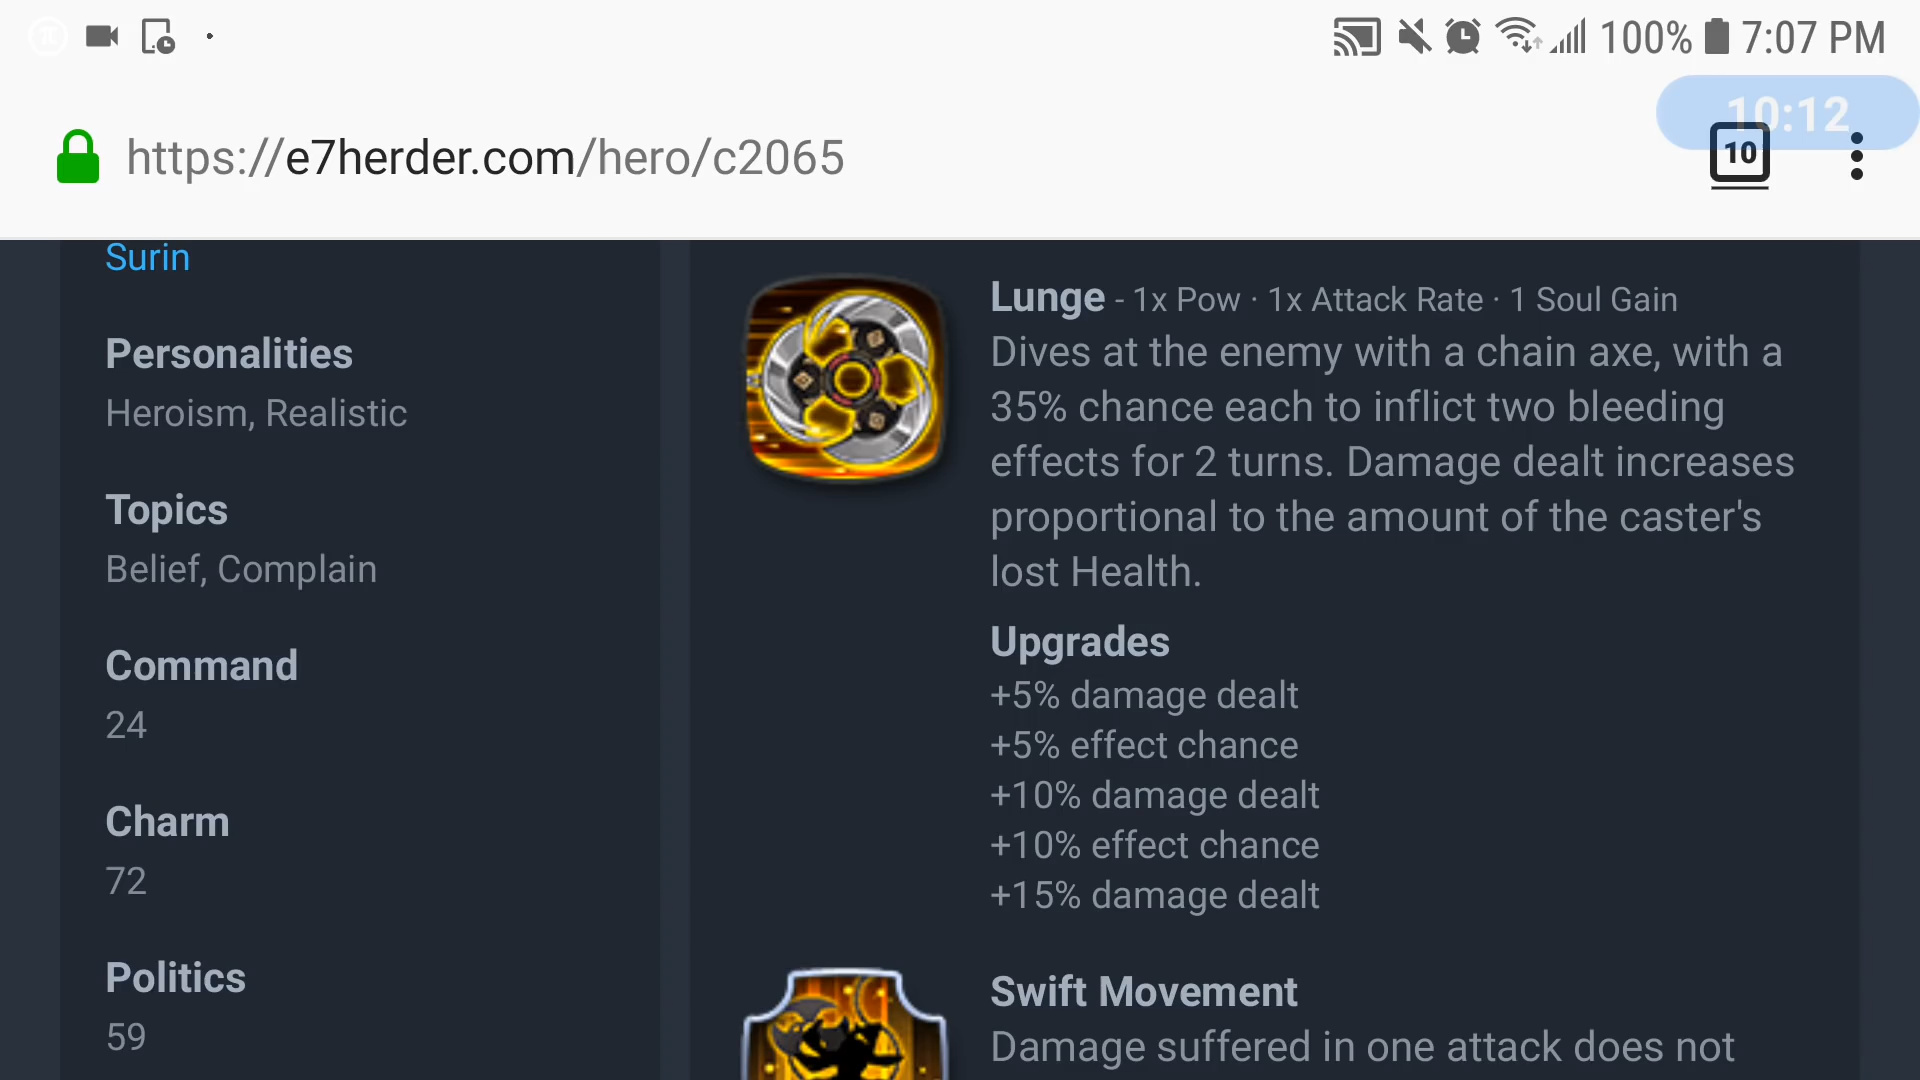 100% 7:07 PM
10:12
https://e7herder.com/hero/c2065
10
Surin
Personalities
Heroism, Realistic
Topics
Belief, Complain
Command
24
Charm
72
Politics
59
Lunge - 1x Pow · 1x Attack Rate · 1 Soul Gain
Dives at the enemy with a chain axe, with a
35% chance each to inflict two bleeding
effects for 2 turns. Damage dealt increases
proportional to the amount of the caster's
lost Health.
Upgrades
+5% damage dealt
+5% effect chance
+10% damage dealt
+10% effect chance
+15% damage dealt
Swift Movement
Damage suffered in one attack does not